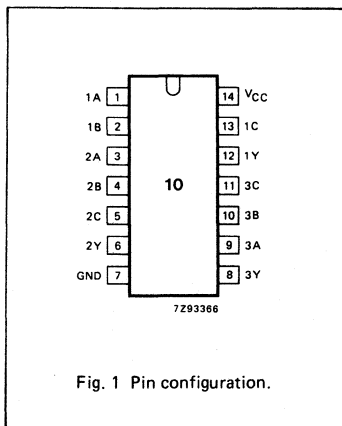 1A 1 14 VCC
1B 2 13 1C
2A 3 12 1Y
2B 4 10 11 3C
2C 5 10 3B
2Y 6 9 3A
GND 7 8 3Y
7Z93366
Fig. 1 Pin configuration.